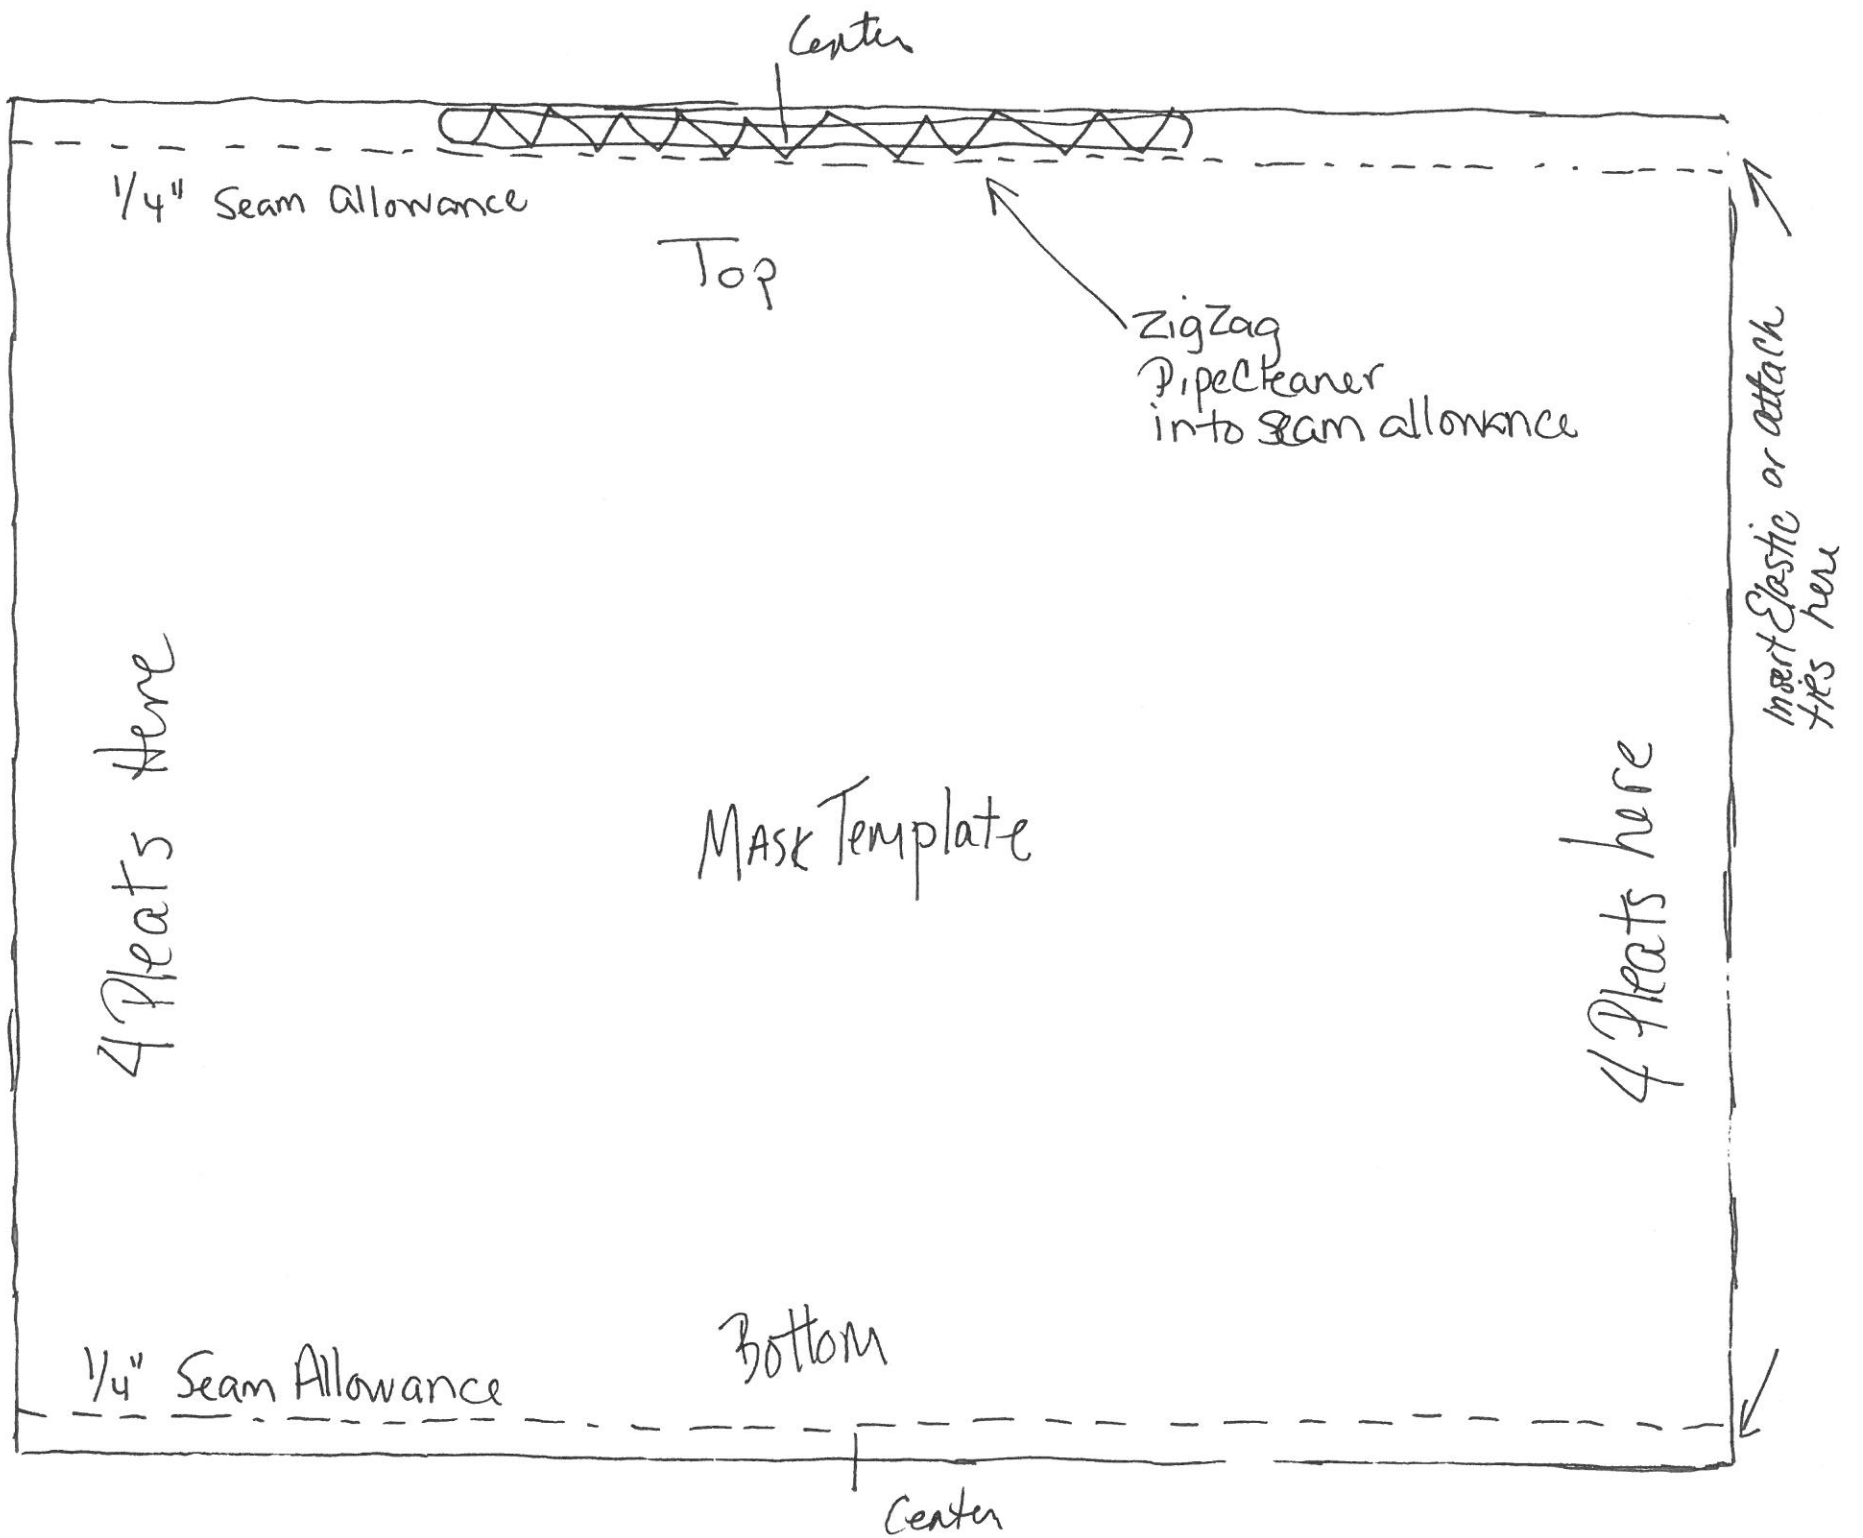 Center
1/4" Seam allowance
Top
ZigZag
PipeCleaner
into seam allowance
insert Elastic or attach
ties here
4 Pleats Here
Mask Template
4 Pleats here
Bottom
1/4" Seam Allowance
Center